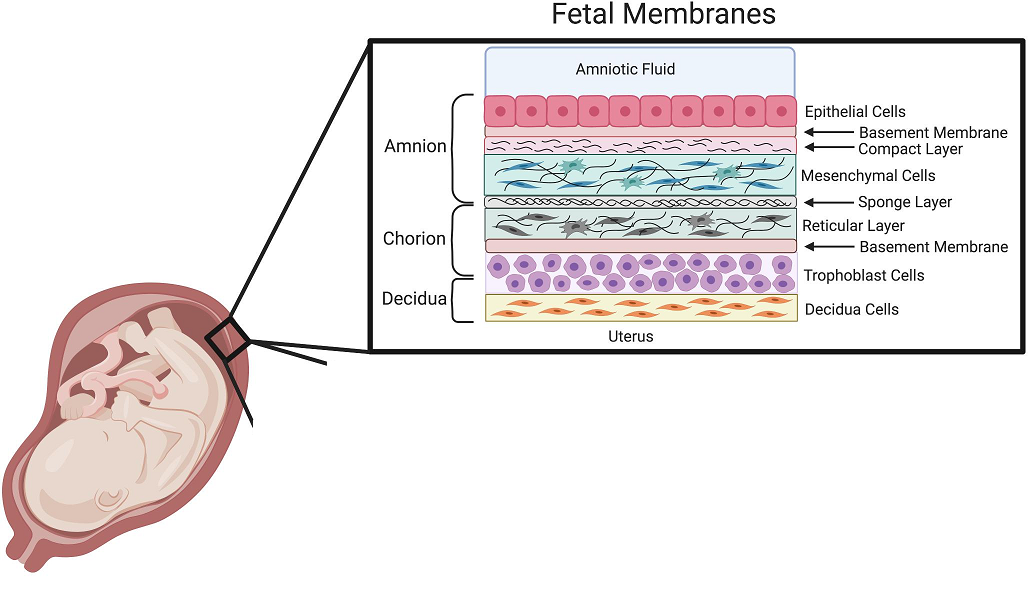 Fetal Membranes
Amniotic Fluid
Epithelial Cells
Basement Membrane
Amnion
Compact Layer
Mesenchymal Cells
Sponge Layer
Reticular Layer
Chorion
Basement Membrane
Trophoblast Cells
Decidua
Decidua Cells
Uterus